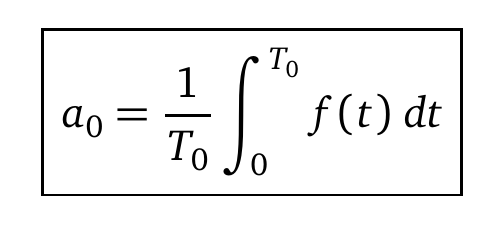 a₀ = 1/T₀ ∫₀^T₀ f(t) dt